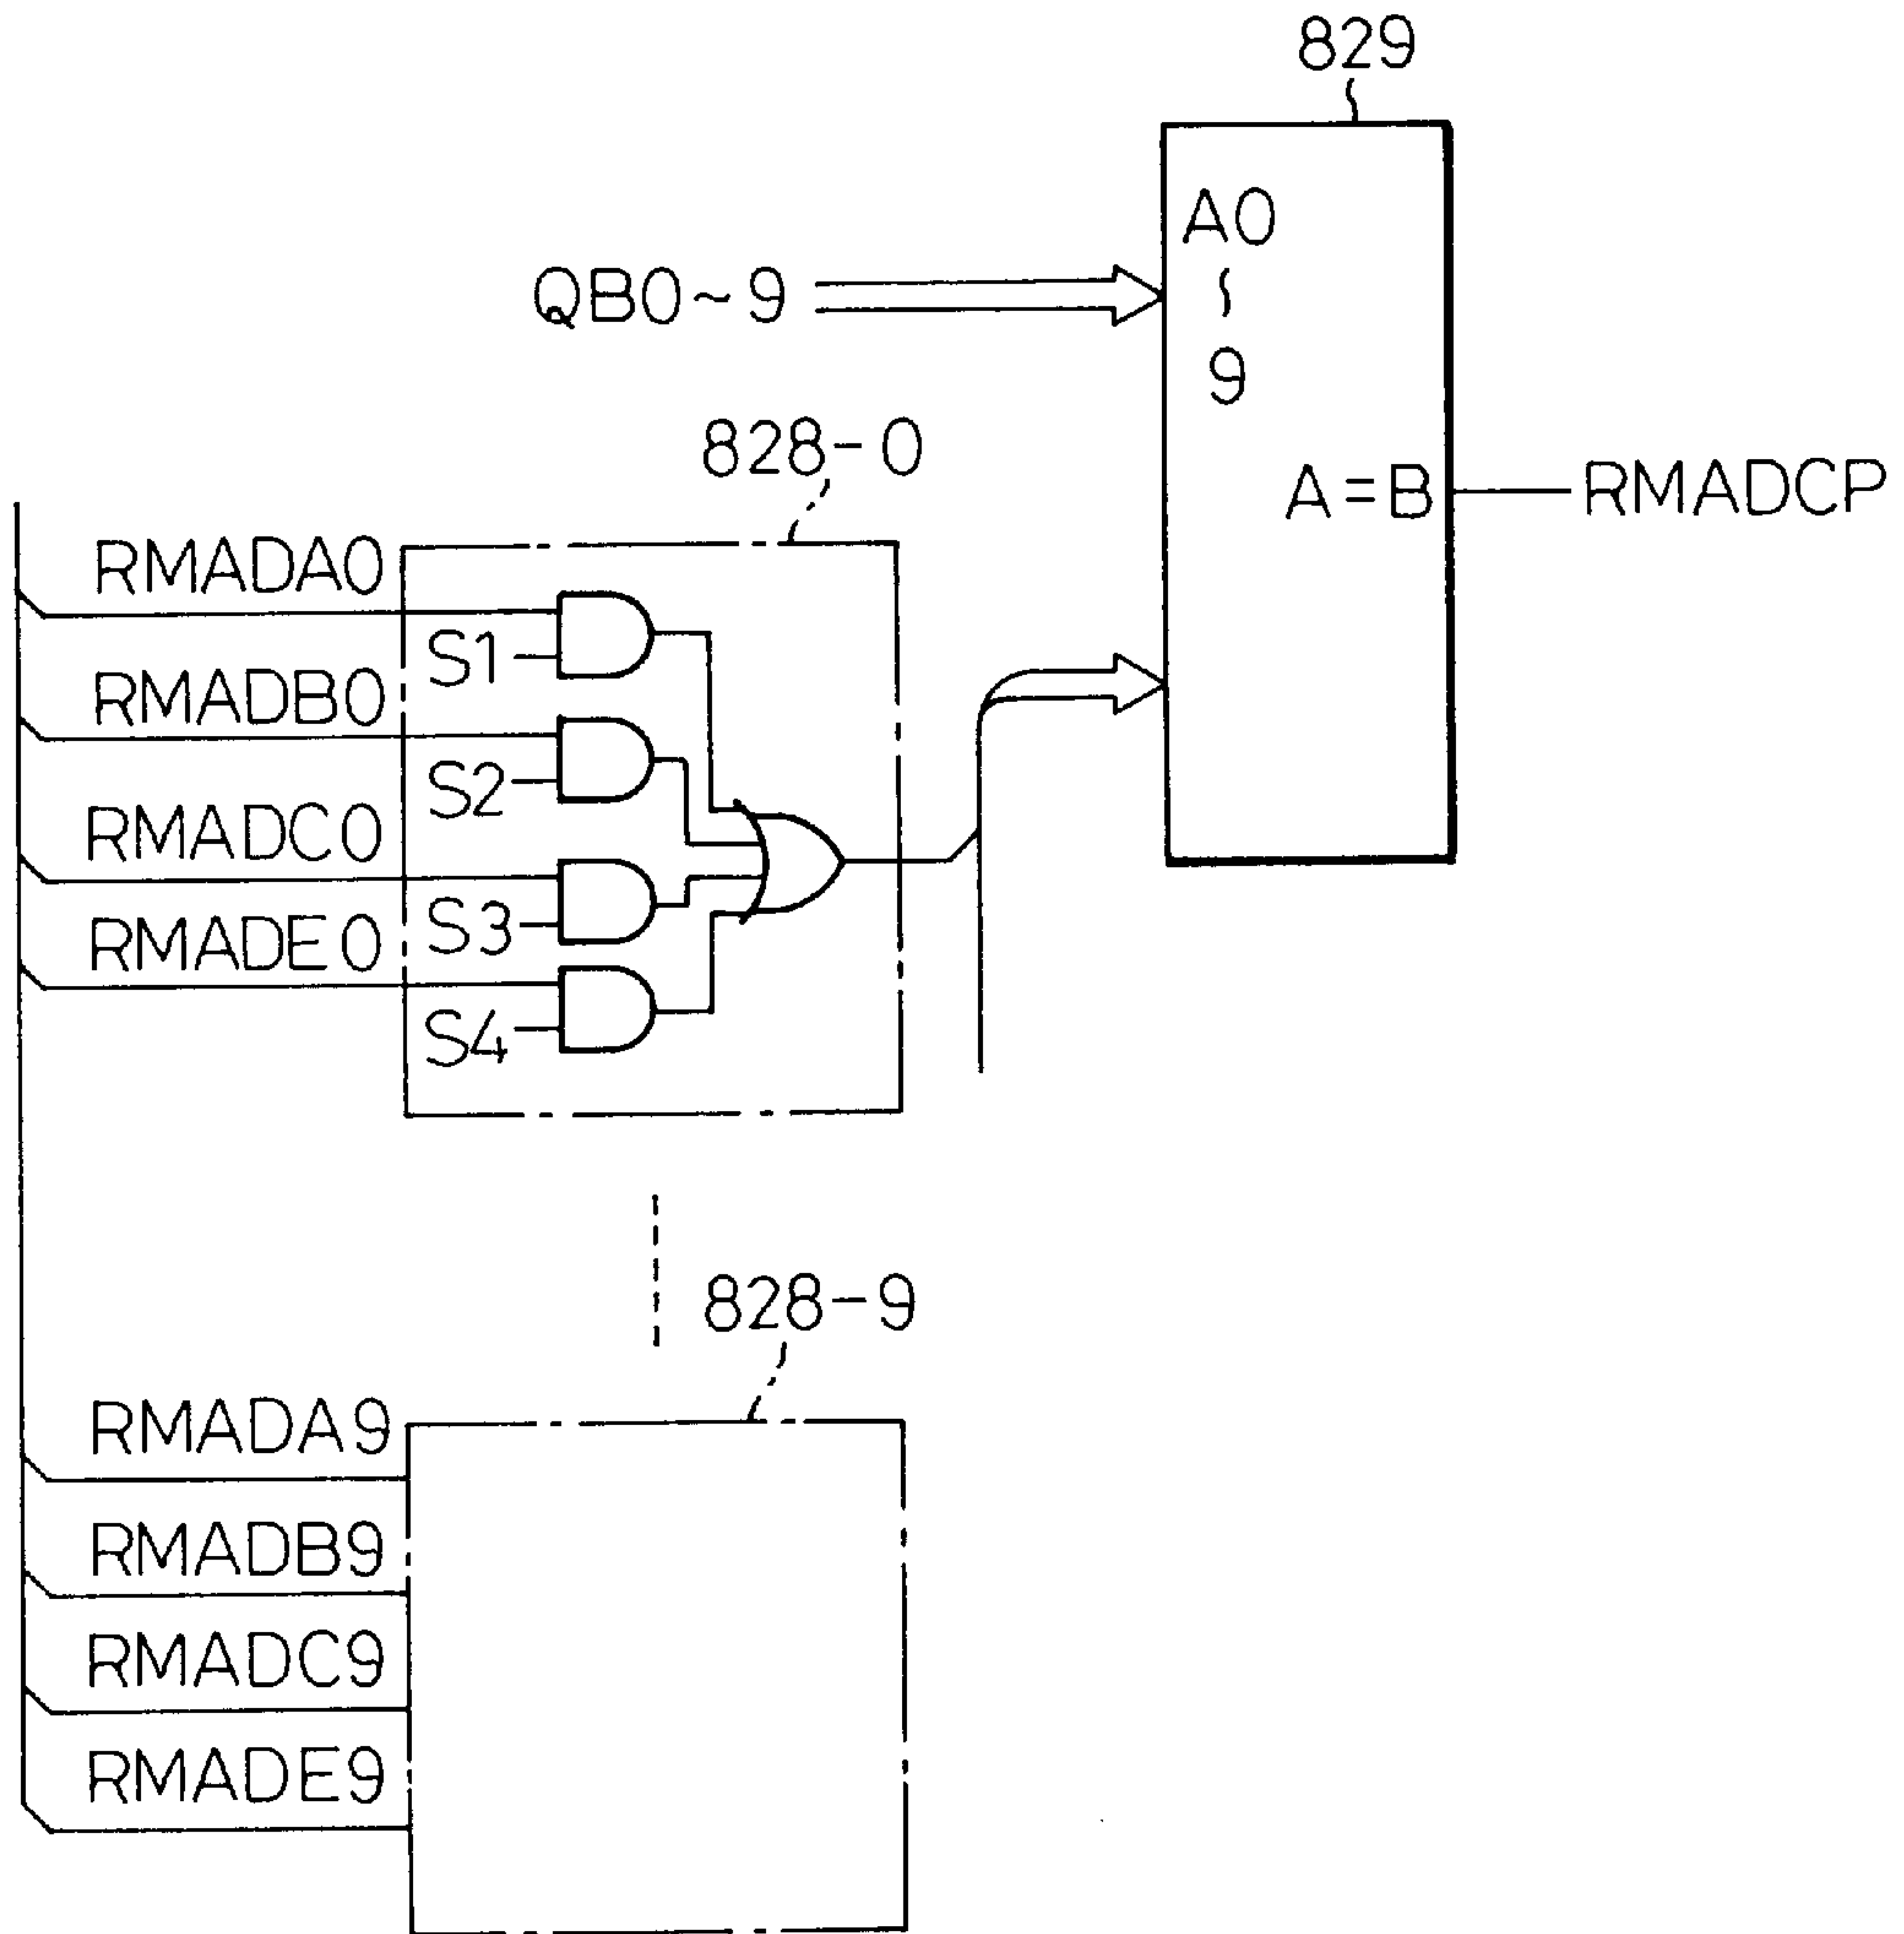 829
A0
~
9
QB0~9
828-0
A=B
RMADCP
RMADA0
S1
RMADB0
S2
RMADC0
S3
RMADE0
S4
828-9
RMADA9
RMADB9
RMADC9
RMADE9